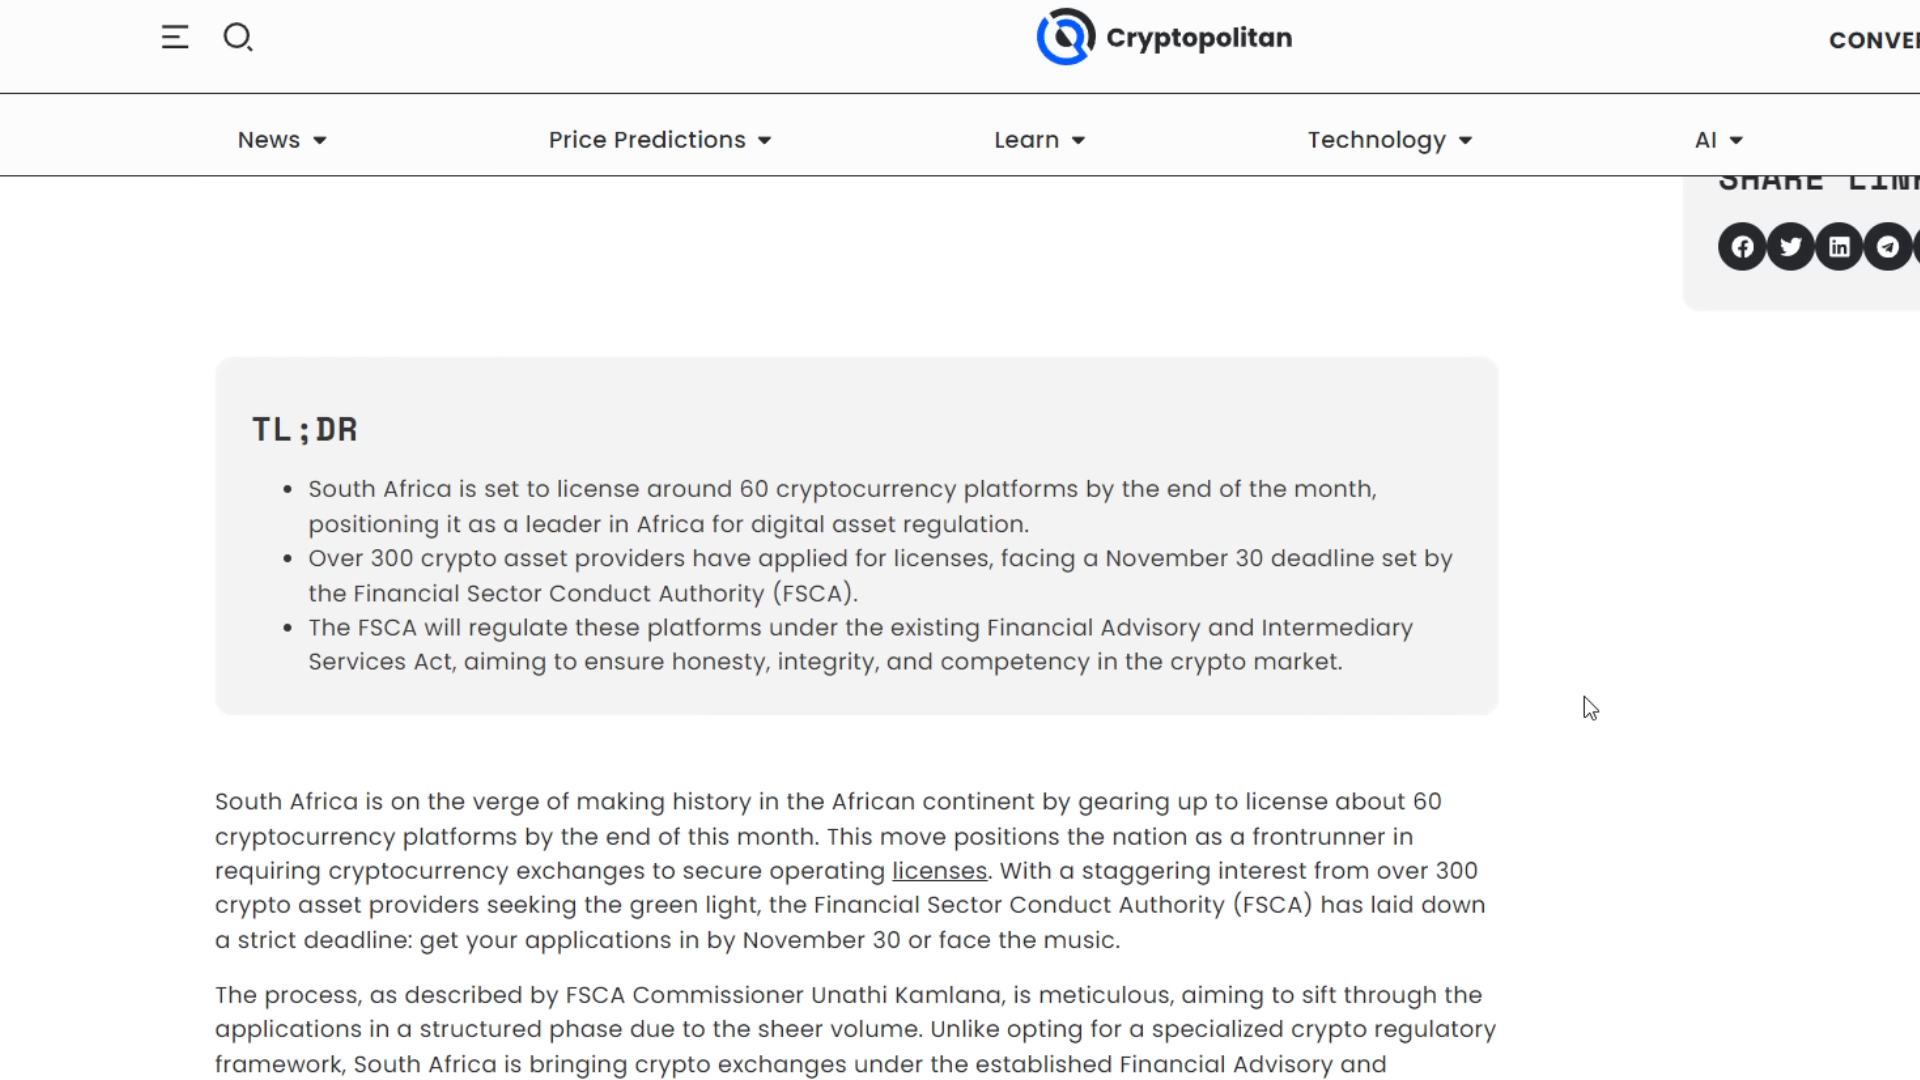 Cryptopolitan
News
Price Predictions
Learn
Technology
AI
TL;DR
• South Africa is set to license around 60 cryptocurrency platforms by the end of the month,
positioning it as a leader in Africa for digital asset regulation.
• Over 300 crypto asset providers have applied for licenses, facing a November 30 deadline set by
the Financial Sector Conduct Authority (FSCA).
• The FSCA will regulate these platforms under the existing Financial Advisory and Intermediary
Services Act, aiming to ensure honesty, integrity, and competency in the crypto market.
South Africa is on the verge of making history in the African continent by gearing up to license about 60
cryptocurrency platforms by the end of this month. This move positions the nation as a frontrunner in
requiring cryptocurrency exchanges to secure operating licenses. With a staggering interest from over 300
crypto asset providers seeking the green light, the Financial Sector Conduct Authority (FSCA) has laid down
a strict deadline: get your applications in by November 30 or face the music.
The process, as described by FSCA Commissioner Unathi Kamlana, is meticulous, aiming to sift through the
applications in a structured phase due to the sheer volume. Unlike opting for a specialized crypto regulatory
framework, South Africa is bringing crypto exchanges under the established Financial Advisory and